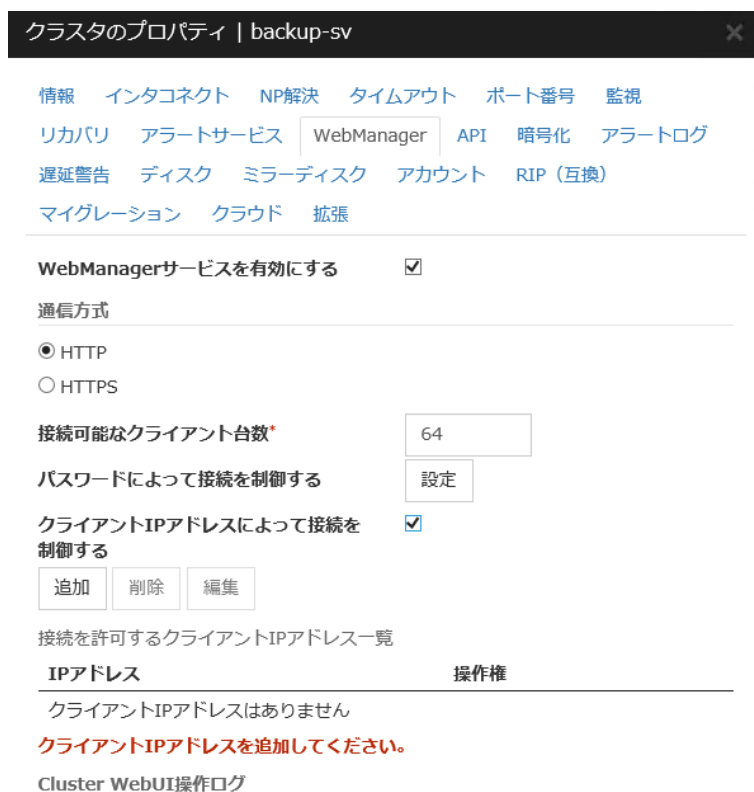 クラスタのプロパティ | backup-sv
情報 インタコネクト NP解決 タイムアウト ポート番号 監視
リカバリ アラートサービス WebManager API 暗号化 アラートログ
遅延警告 ディスク ミラーディスク アカウント RIP（互換）
マイグレーション クラウド 拡張
WebManagerサービスを有効にする
通信方式
HTTP
HTTPS
接続可能なクライアント台数* 64
パスワードによって接続を制御する 設定
クライアントIPアドレスによって接続を
制御する
追加 削除 編集
接続を許可するクライアントIPアドレス一覧
IPアドレス 操作権
クライアントIPアドレスはありません
クライアントIPアドレスを追加してください。
Cluster WebUI操作ログ